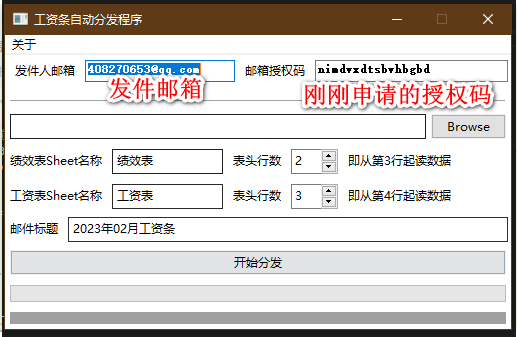 工资条自动分发程序
关于
发件人邮箱 408270653@qq.com 邮箱授权码 nimdvxdtsbvhbgbd
发件邮箱 刚刚申请的授权码
Browse
绩效表Sheet名称 绩效表 表头行数 2 即从第3行起读数据
工资表Sheet名称 工资表 表头行数 3 即从第4行起读数据
邮件标题 2023年02月工资条
开始分发